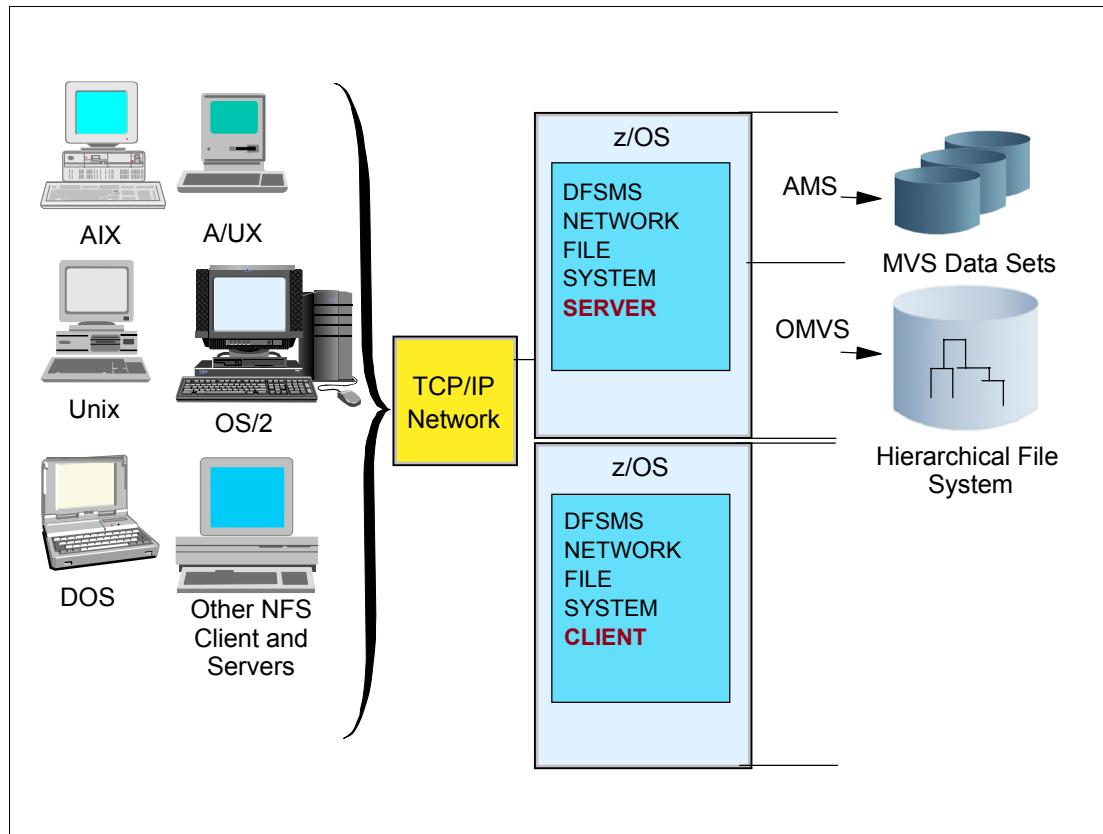 AIX
A/UX
Unix
OS/2
DOS
Other NFS
Client and
Servers
TCP/IP
Network
z/OS
DFSMS
NETWORK
FILE
SYSTEM
SERVER
z/OS
DFSMS
NETWORK
FILE
SYSTEM
CLIENT
AMS
MVS Data Sets
OMVS
Hierarchical File
System